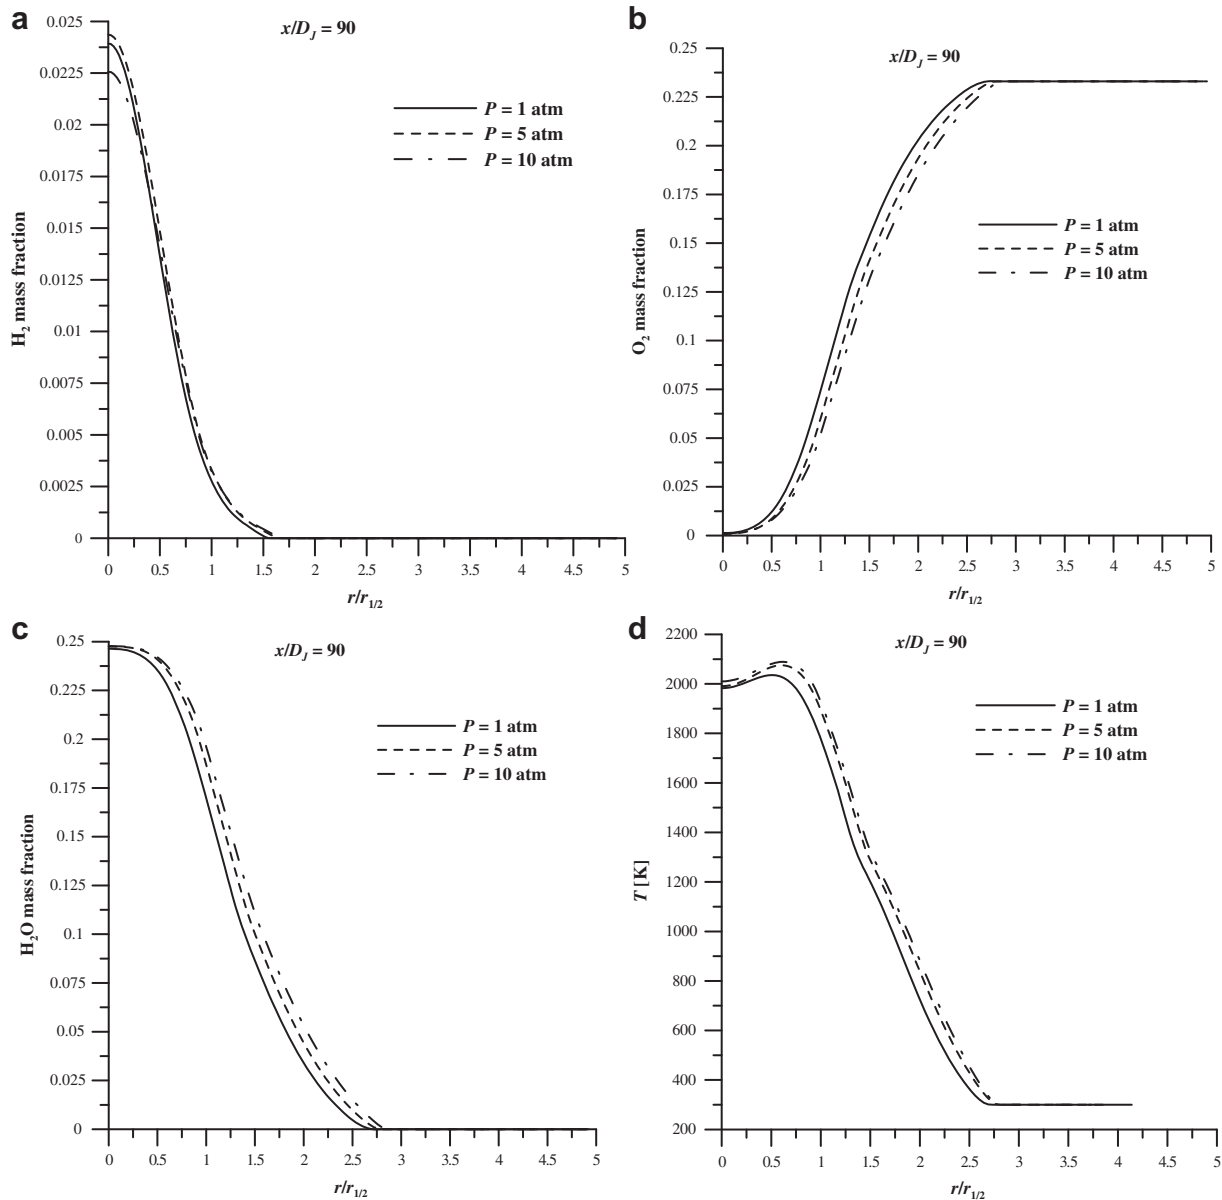 a
x/D_J = 90
0.025
0.0225
0.02
0.0175
0.015
0.0125
0.01
0.0075
0.005
0.0025
0
H₂ mass fraction
P = 1 atm
P = 5 atm
P = 10 atm
0 0.5 1 1.5 2 2.5 3 3.5 4 4.5 5
r/r₁/₂
b
x/D_J = 90
0.25
0.225
0.2
0.175
0.15
0.125
0.1
0.075
0.05
0.025
0
O₂ mass fraction
P = 1 atm
P = 5 atm
P = 10 atm
0 0.5 1 1.5 2 2.5 3 3.5 4 4.5 5
r/r₁/₂
c
x/D_J = 90
0.25
0.225
0.2
0.175
0.15
0.125
0.1
0.075
0.05
0.025
0
H₂O mass fraction
P = 1 atm
P = 5 atm
P = 10 atm
0 0.5 1 1.5 2 2.5 3 3.5 4 4.5 5
r/r₁/₂
d
x/D_J = 90
2200
2000
1800
1600
1400
1200
1000
800
600
400
200
T [K]
P = 1 atm
P = 5 atm
P = 10 atm
0 0.5 1 1.5 2 2.5 3 3.5 4 4.5 5
r/r₁/₂